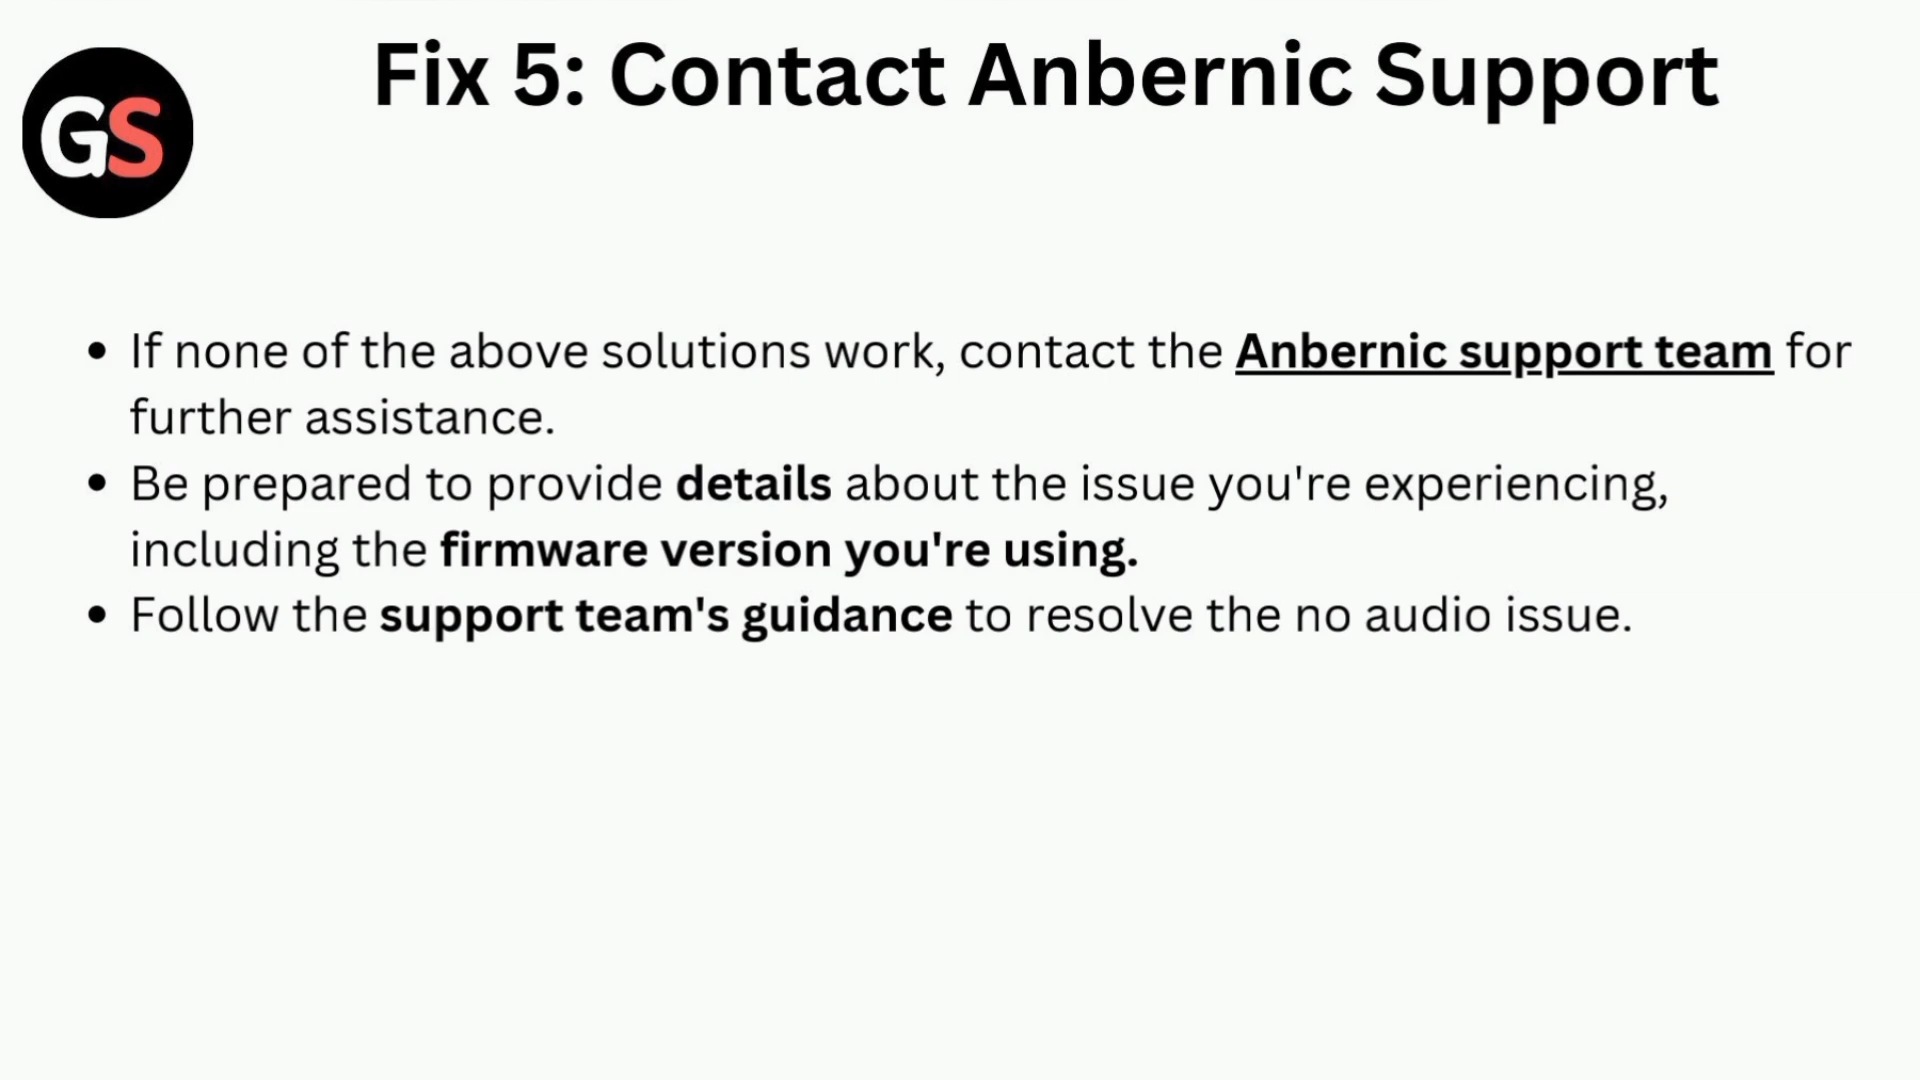 Fix 5: Contact Anbernic Support
GS
• If none of the above solutions work, contact the Anbernic support team for
further assistance.
• Be prepared to provide details about the issue you're experiencing,
including the firmware version you're using.
• Follow the support team's guidance to resolve the no audio issue.